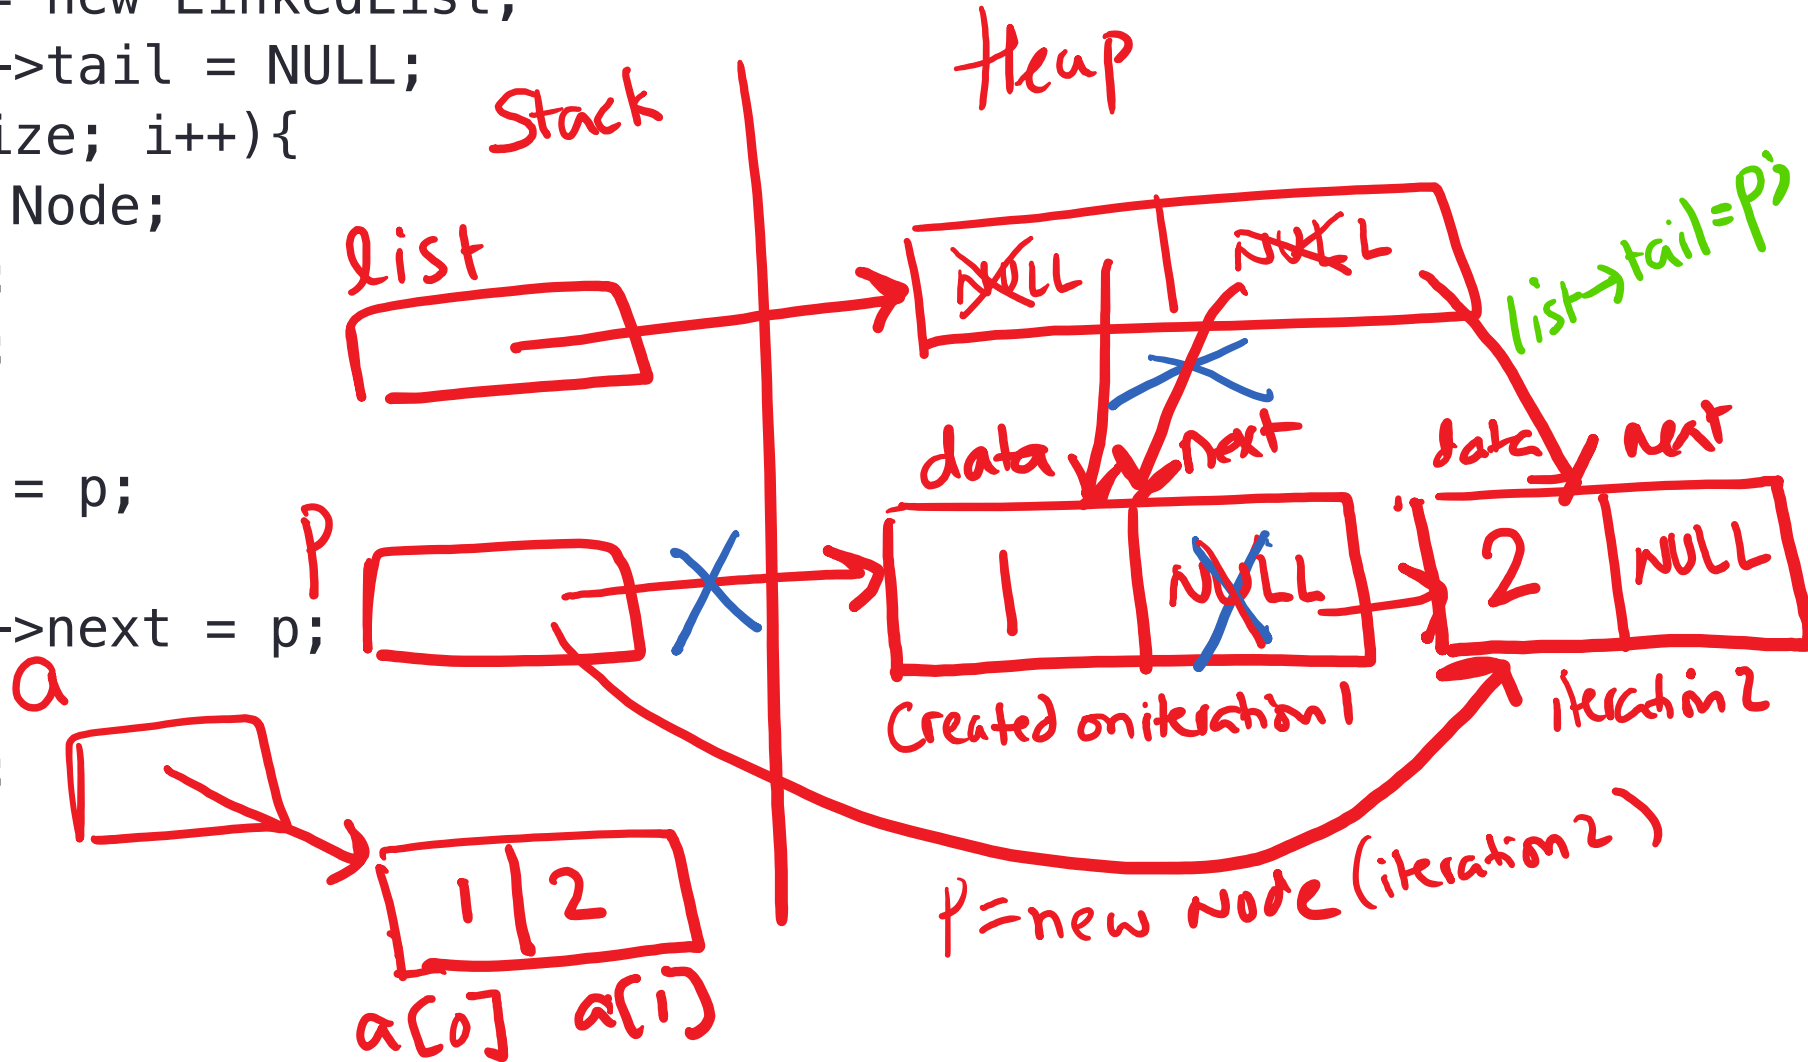 = new LinkedList;
->tail = NULL;
ize; i++){
Node;
;
;
= p;
->next = p;
;
Stack
Heap
list
NULL
NULL
list→tail=p;
data
next
data
next
P
1
NULL
2
NULL
Created on iteration 1
iteration 2
P=new Node (iteration 2)
a
1
2
a[0]
a[1]